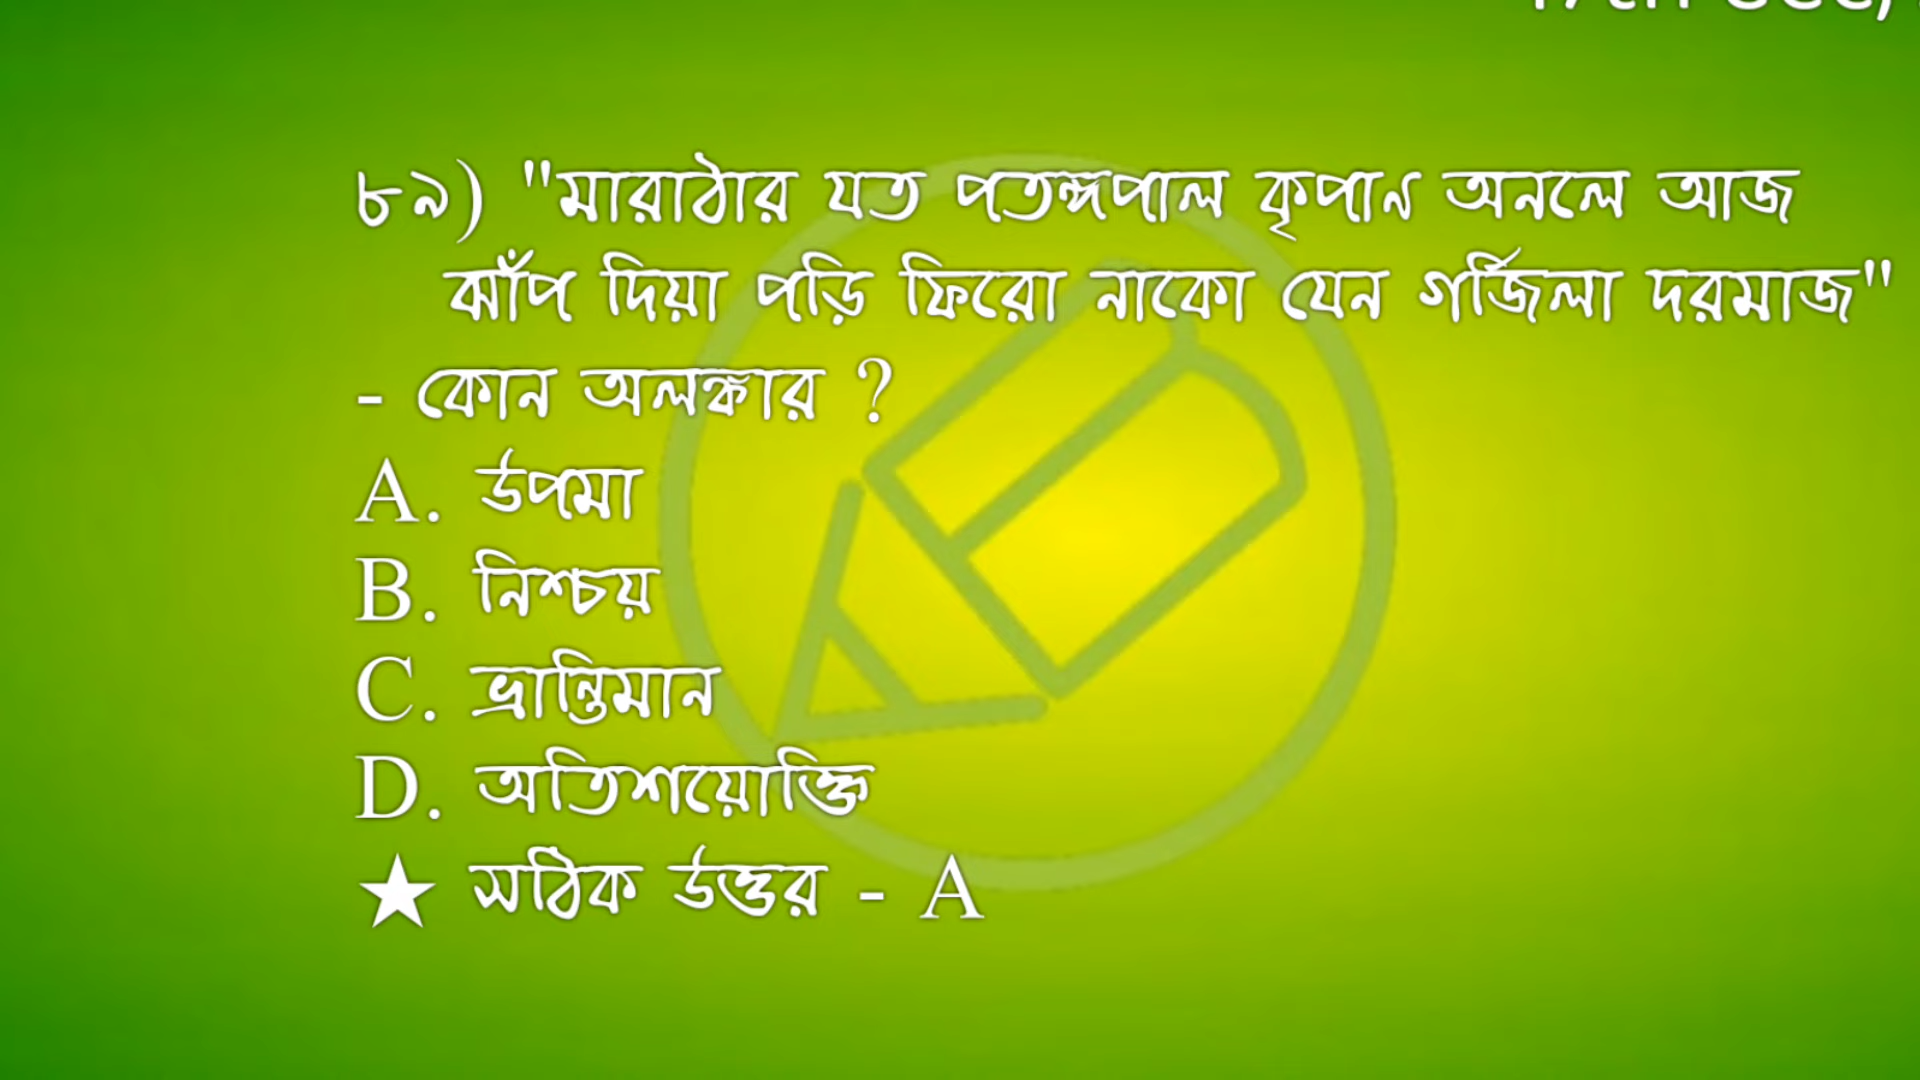 ৮৯) "মারাঠার যত পতঙ্গপাল কৃপাণ অনলে আজ
ঝাঁপ দিয়া পড়ি ফিরো নাকো যেন গর্জিলা দরমাজ"
- কোন অলঙ্কার ?
A. উপমা
B. নিশ্চয়
C. ভ্রান্তিমান
D. অতিশয়োক্তি
★ সঠিক উত্তর - A